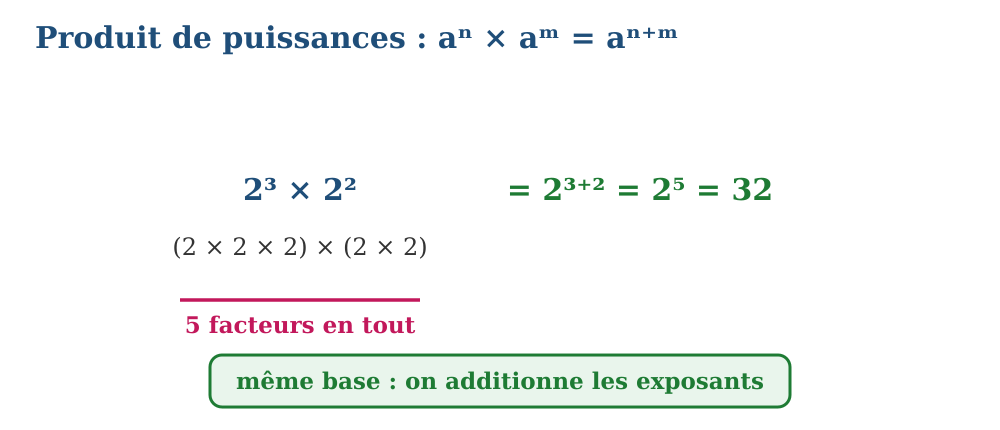 Produit de puissances : aⁿ × aᵐ = aⁿ⁺ᵐ
2³ × 2² = 2³⁺² = 2⁵ = 32
(2 × 2 × 2) × (2 × 2)
5 facteurs en tout
même base : on additionne les exposants